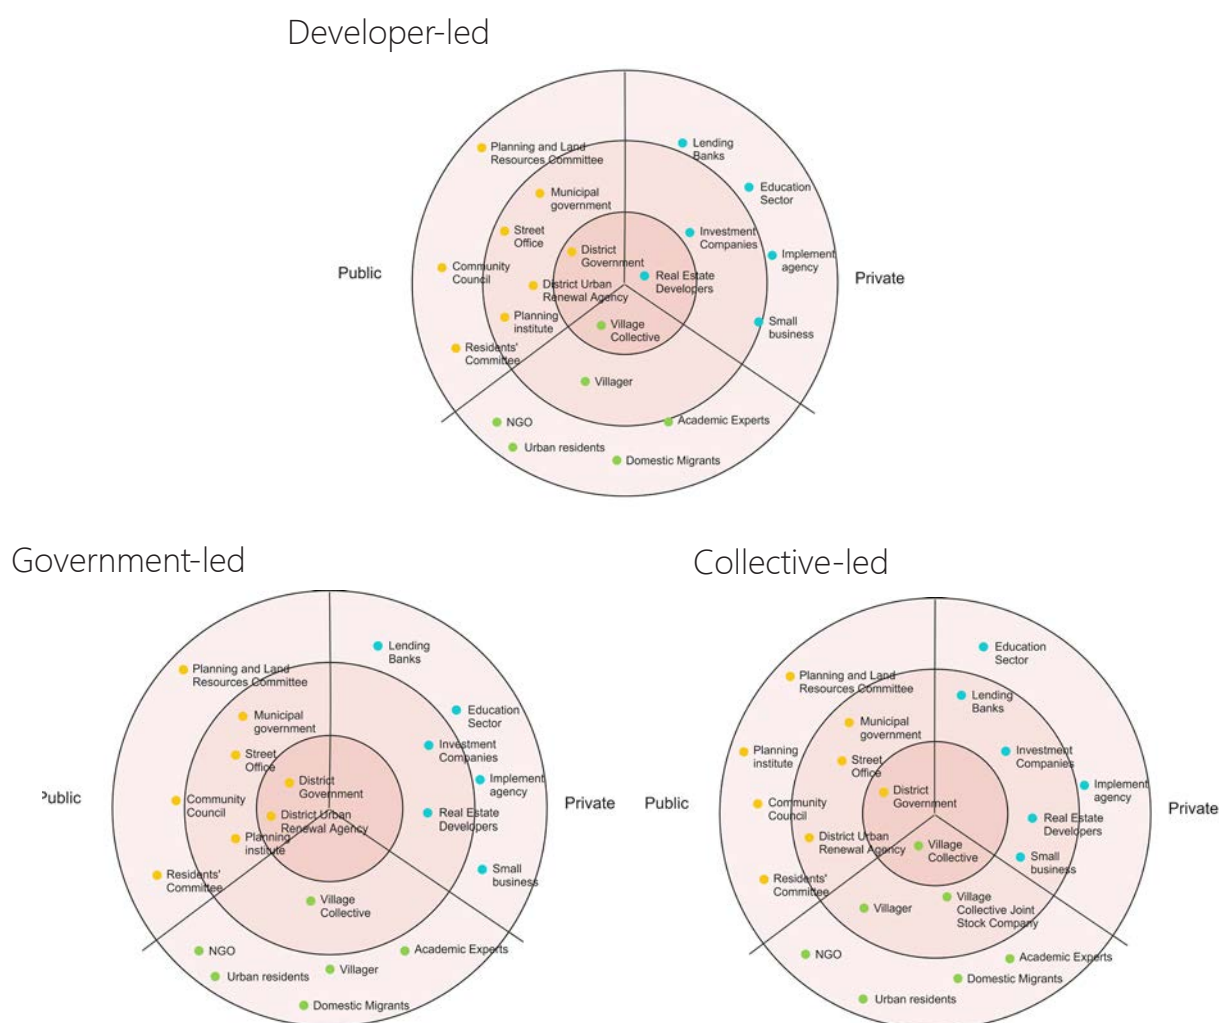 Developer-led
Planning and Land
Resources Committee
Lending
Banks
Municipal
government
Education
Sector
Street
Office
Investment
Companies
District
Government
Implement
agency
Public
Community
Council
Real Estate
Developers
Private
District Urban
Renewal Agency
Planning
institute
Village
Collective
Small
business
Residents'
Committee
Villager
NGO
Academic Experts
Urban residents
Domestic Migrants
Government-led
Lending
Banks
Planning and Land
Resources Committee
Municipal
government
Education
Sector
Street
Office
Investment
Companies
District
Government
Implement
agency
Public
Community
Council
Private
District Urban
Renewal Agency
Real Estate
Developers
Planning
institute
Residents'
Committee
Small
business
Village
Collective
NGO
Academic Experts
Urban residents
Villager
Domestic Migrants
Collective-led
Education
Sector
Planning and Land
Resources Committee
Lending
Banks
Municipal
government
Planning
institute
Street
Office
Investment
Companies
District
Government
Implement
agency
Public
Community
Council
Private
Real Estate
Developers
District Urban
Renewal Agency
Village
Collective
Small
business
Residents'
Committee
Villager
Village
Collective Joint
Stock Company
NGO
Academic Experts
Domestic Migrants
Urban residents